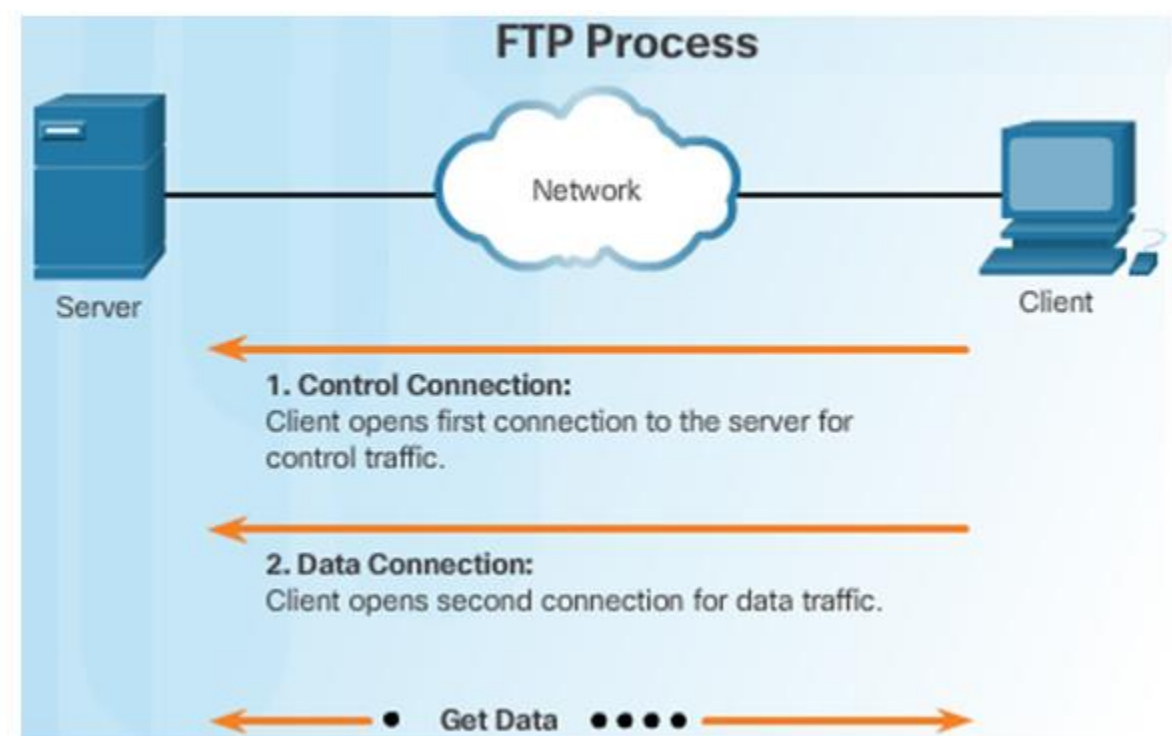 FTP Process
Network
Server
Client
1. Control Connection:
Client opens first connection to the server for
control traffic.
2. Data Connection:
Client opens second connection for data traffic.
Get Data